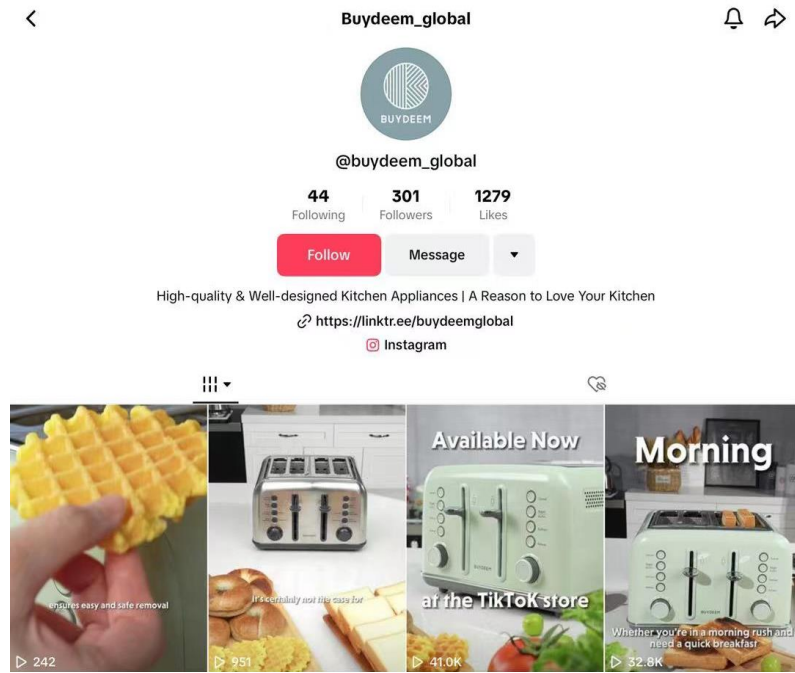 Buydeem_global
BUYDEEM
@buydeem_global
44 301 1279
Following Followers Likes
Follow Message
High-quality & Well-designed Kitchen Appliances | A Reason to Love Your Kitchen
https://linktr.ee/buydeemglobal
Instagram
ensures easy and safe removal
242
it's certainly not the case for
951
Available Now
BUYDEEM
at the TikToK store
41.0K
Morning
BUYDEEM
Whether you're in a morning rush and
need a quick breakfast
32.8K